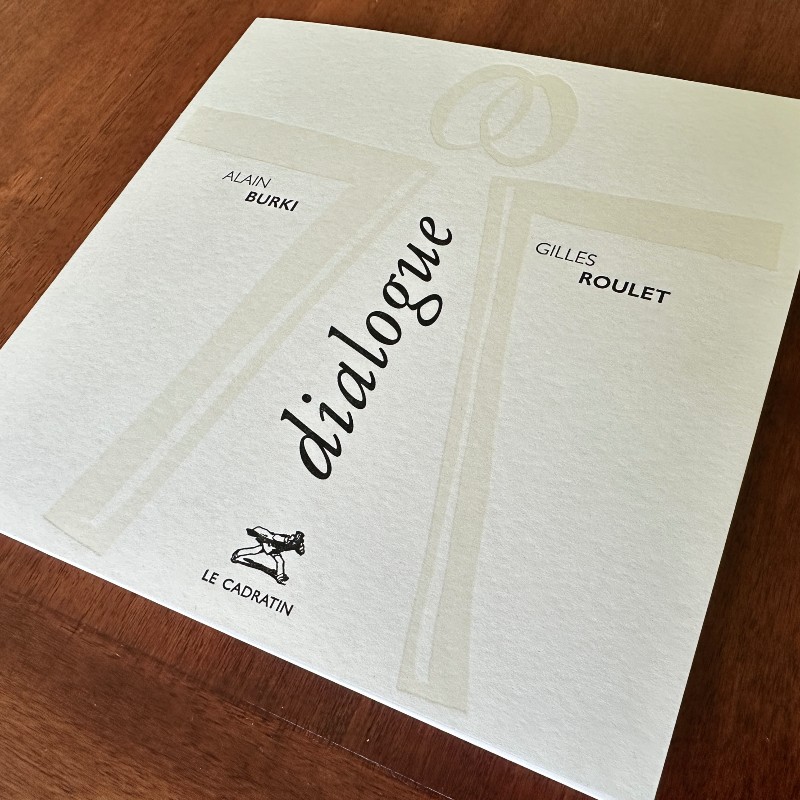 ALAIN
BURKI
dialogue
GILLES
ROULET
LE CADRATIN